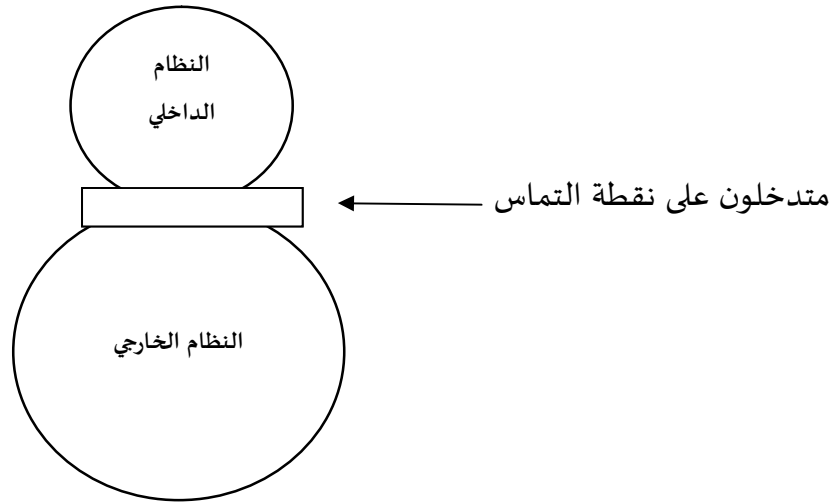 النظام
الداخلي
متدخلون على نقطة التماس
النظام الخارجي